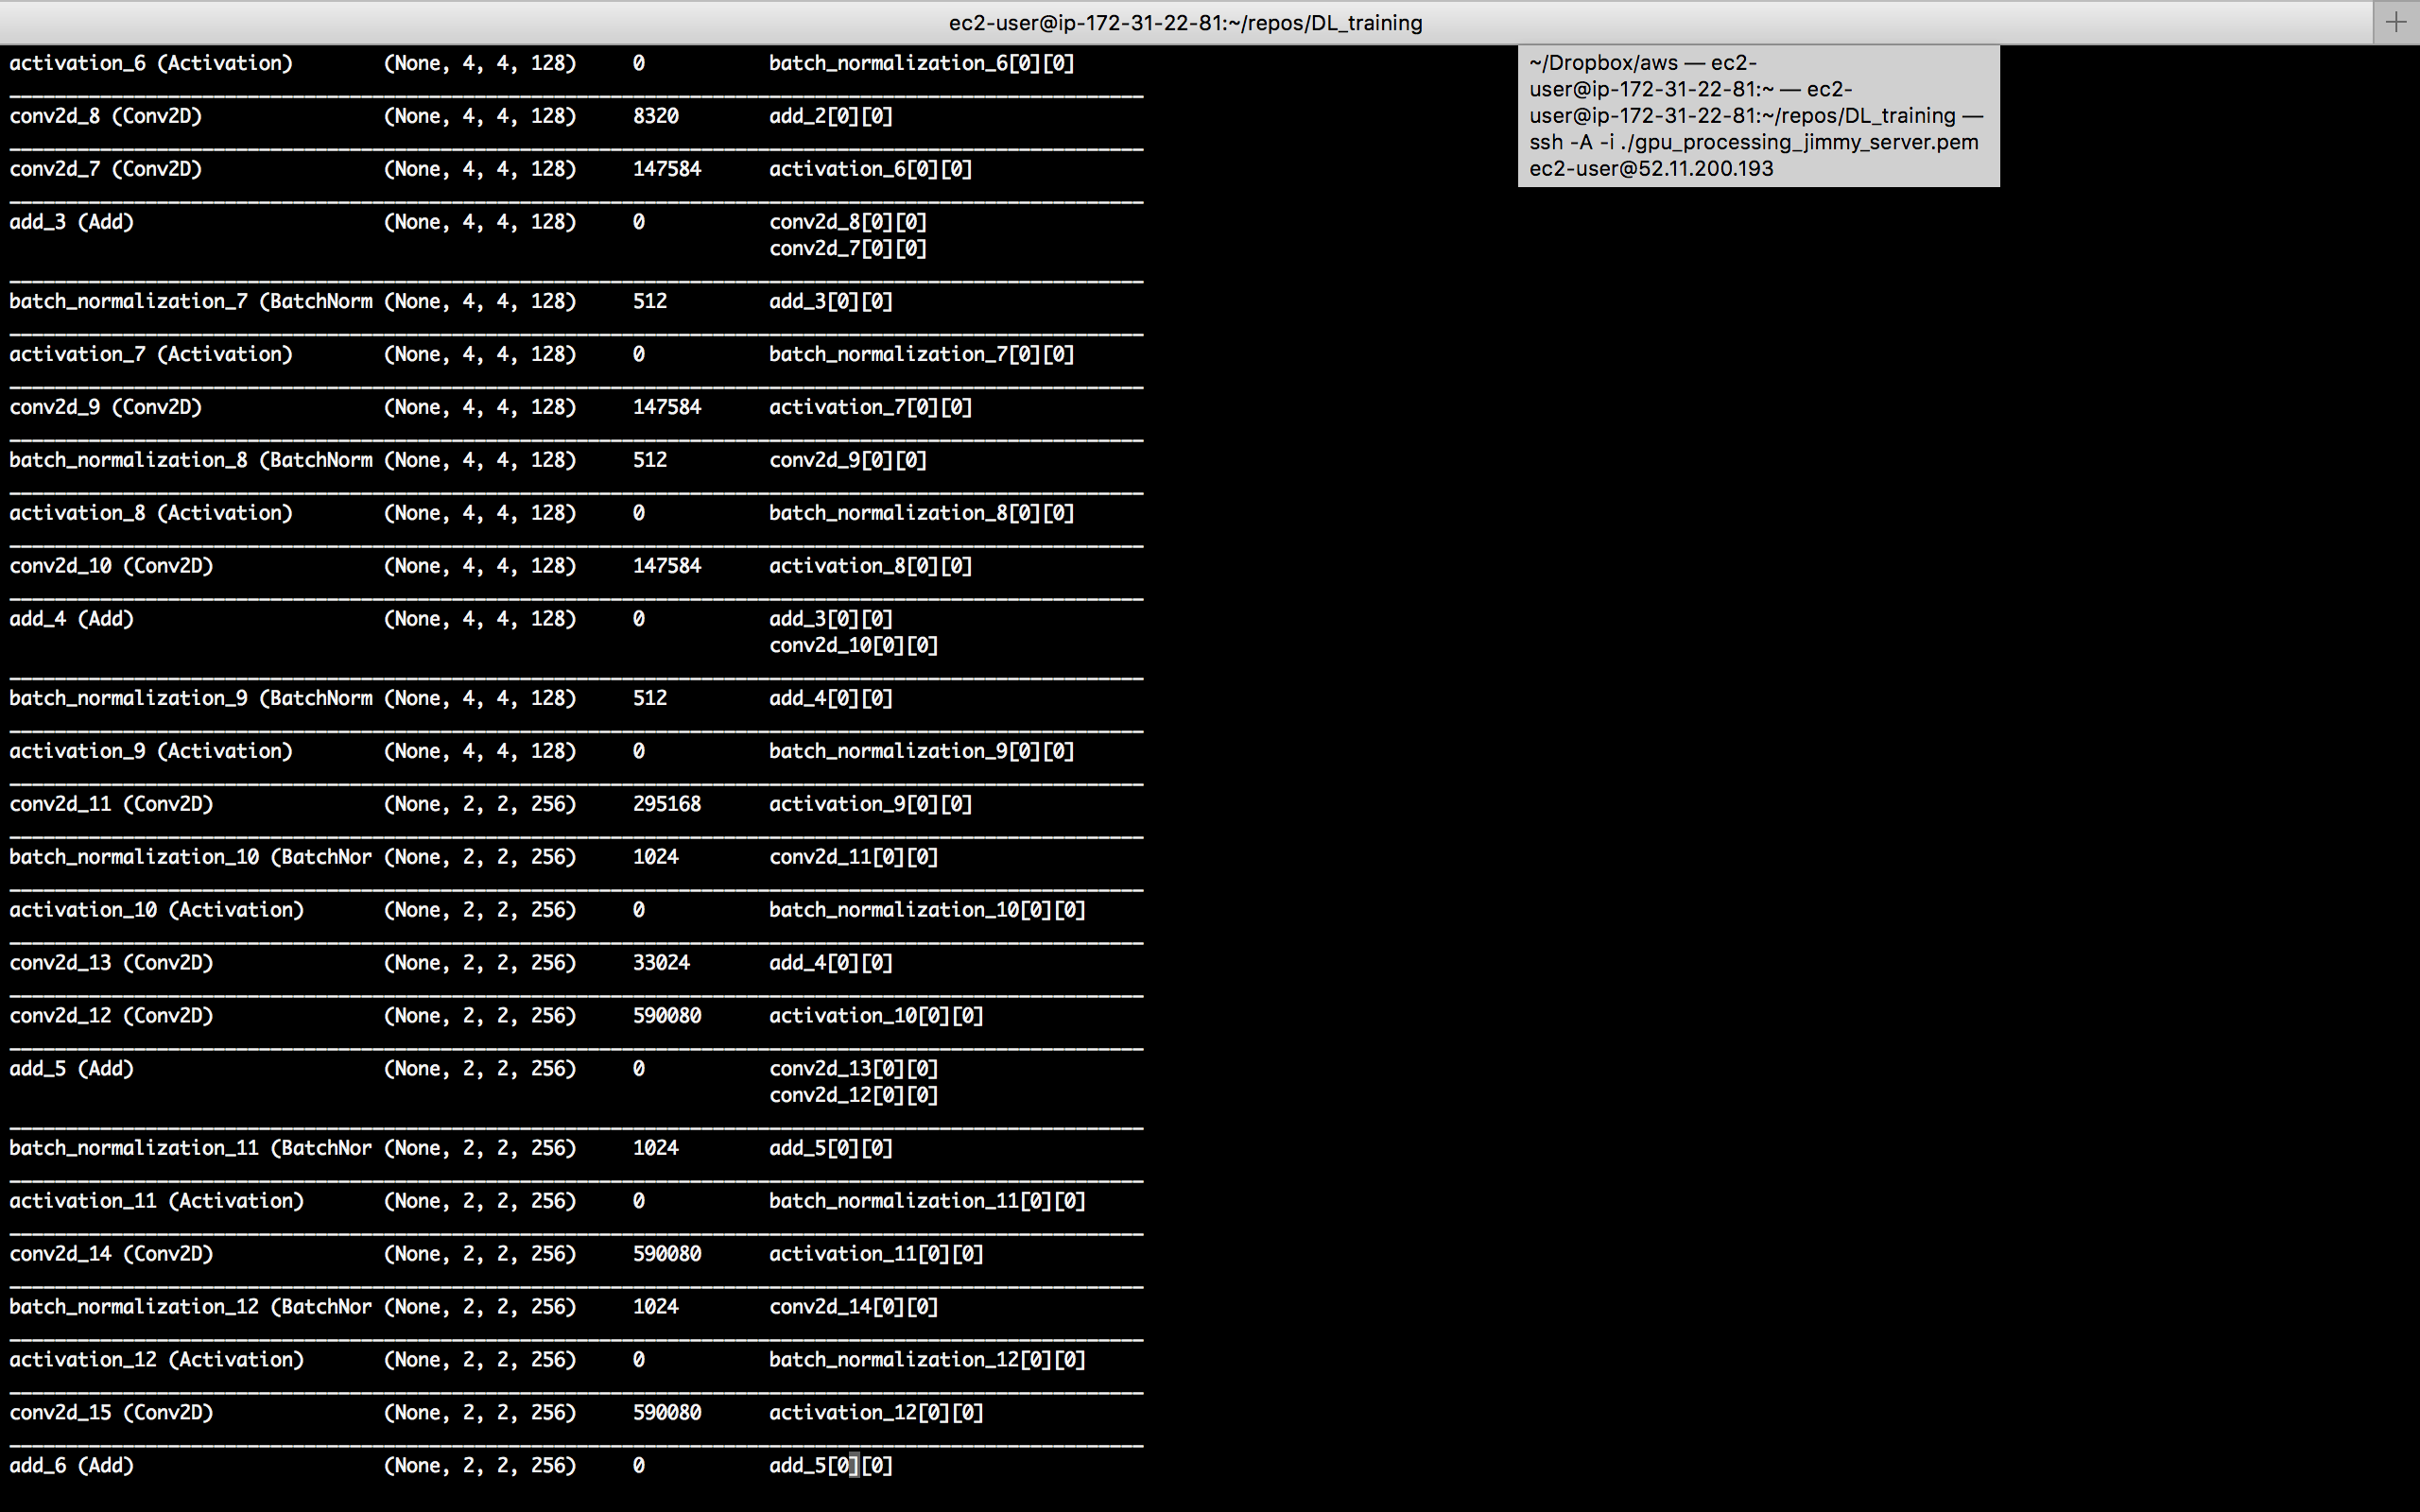 ec2-user@ip-172-31-22-81:~/repos/DL_training
~/Dropbox/aws — ec2-
user@ip-172-31-22-81:~ — ec2-
user@ip-172-31-22-81:~/repos/DL_training —
ssh -A -i ./gpu_processing_jimmy_server.pem
ec2-user@52.11.200.193
activation_6 (Activation) (None, 4, 4, 128) 0 batch_normalization_6[0][0]
conv2d_8 (Conv2D) (None, 4, 4, 128) 8320 add_2[0][0]
conv2d_7 (Conv2D) (None, 4, 4, 128) 147584 activation_6[0][0]
add_3 (Add) (None, 4, 4, 128) 0 conv2d_8[0][0]
conv2d_7[0][0]
batch_normalization_7 (BatchNorm (None, 4, 4, 128) 512 add_3[0][0]
activation_7 (Activation) (None, 4, 4, 128) 0 batch_normalization_7[0][0]
conv2d_9 (Conv2D) (None, 4, 4, 128) 147584 activation_7[0][0]
batch_normalization_8 (BatchNorm (None, 4, 4, 128) 512 conv2d_9[0][0]
activation_8 (Activation) (None, 4, 4, 128) 0 batch_normalization_8[0][0]
conv2d_10 (Conv2D) (None, 4, 4, 128) 147584 activation_8[0][0]
add_4 (Add) (None, 4, 4, 128) 0 add_3[0][0]
conv2d_10[0][0]
batch_normalization_9 (BatchNorm (None, 4, 4, 128) 512 add_4[0][0]
activation_9 (Activation) (None, 4, 4, 128) 0 batch_normalization_9[0][0]
conv2d_11 (Conv2D) (None, 2, 2, 256) 295168 activation_9[0][0]
batch_normalization_10 (BatchNor (None, 2, 2, 256) 1024 conv2d_11[0][0]
activation_10 (Activation) (None, 2, 2, 256) 0 batch_normalization_10[0][0]
conv2d_13 (Conv2D) (None, 2, 2, 256) 33024 add_4[0][0]
conv2d_12 (Conv2D) (None, 2, 2, 256) 590080 activation_10[0][0]
add_5 (Add) (None, 2, 2, 256) 0 conv2d_13[0][0]
conv2d_12[0][0]
batch_normalization_11 (BatchNor (None, 2, 2, 256) 1024 add_5[0][0]
activation_11 (Activation) (None, 2, 2, 256) 0 batch_normalization_11[0][0]
conv2d_14 (Conv2D) (None, 2, 2, 256) 590080 activation_11[0][0]
batch_normalization_12 (BatchNor (None, 2, 2, 256) 1024 conv2d_14[0][0]
activation_12 (Activation) (None, 2, 2, 256) 0 batch_normalization_12[0][0]
conv2d_15 (Conv2D) (None, 2, 2, 256) 590080 activation_12[0][0]
add_6 (Add) (None, 2, 2, 256) 0 add_5[0][0]